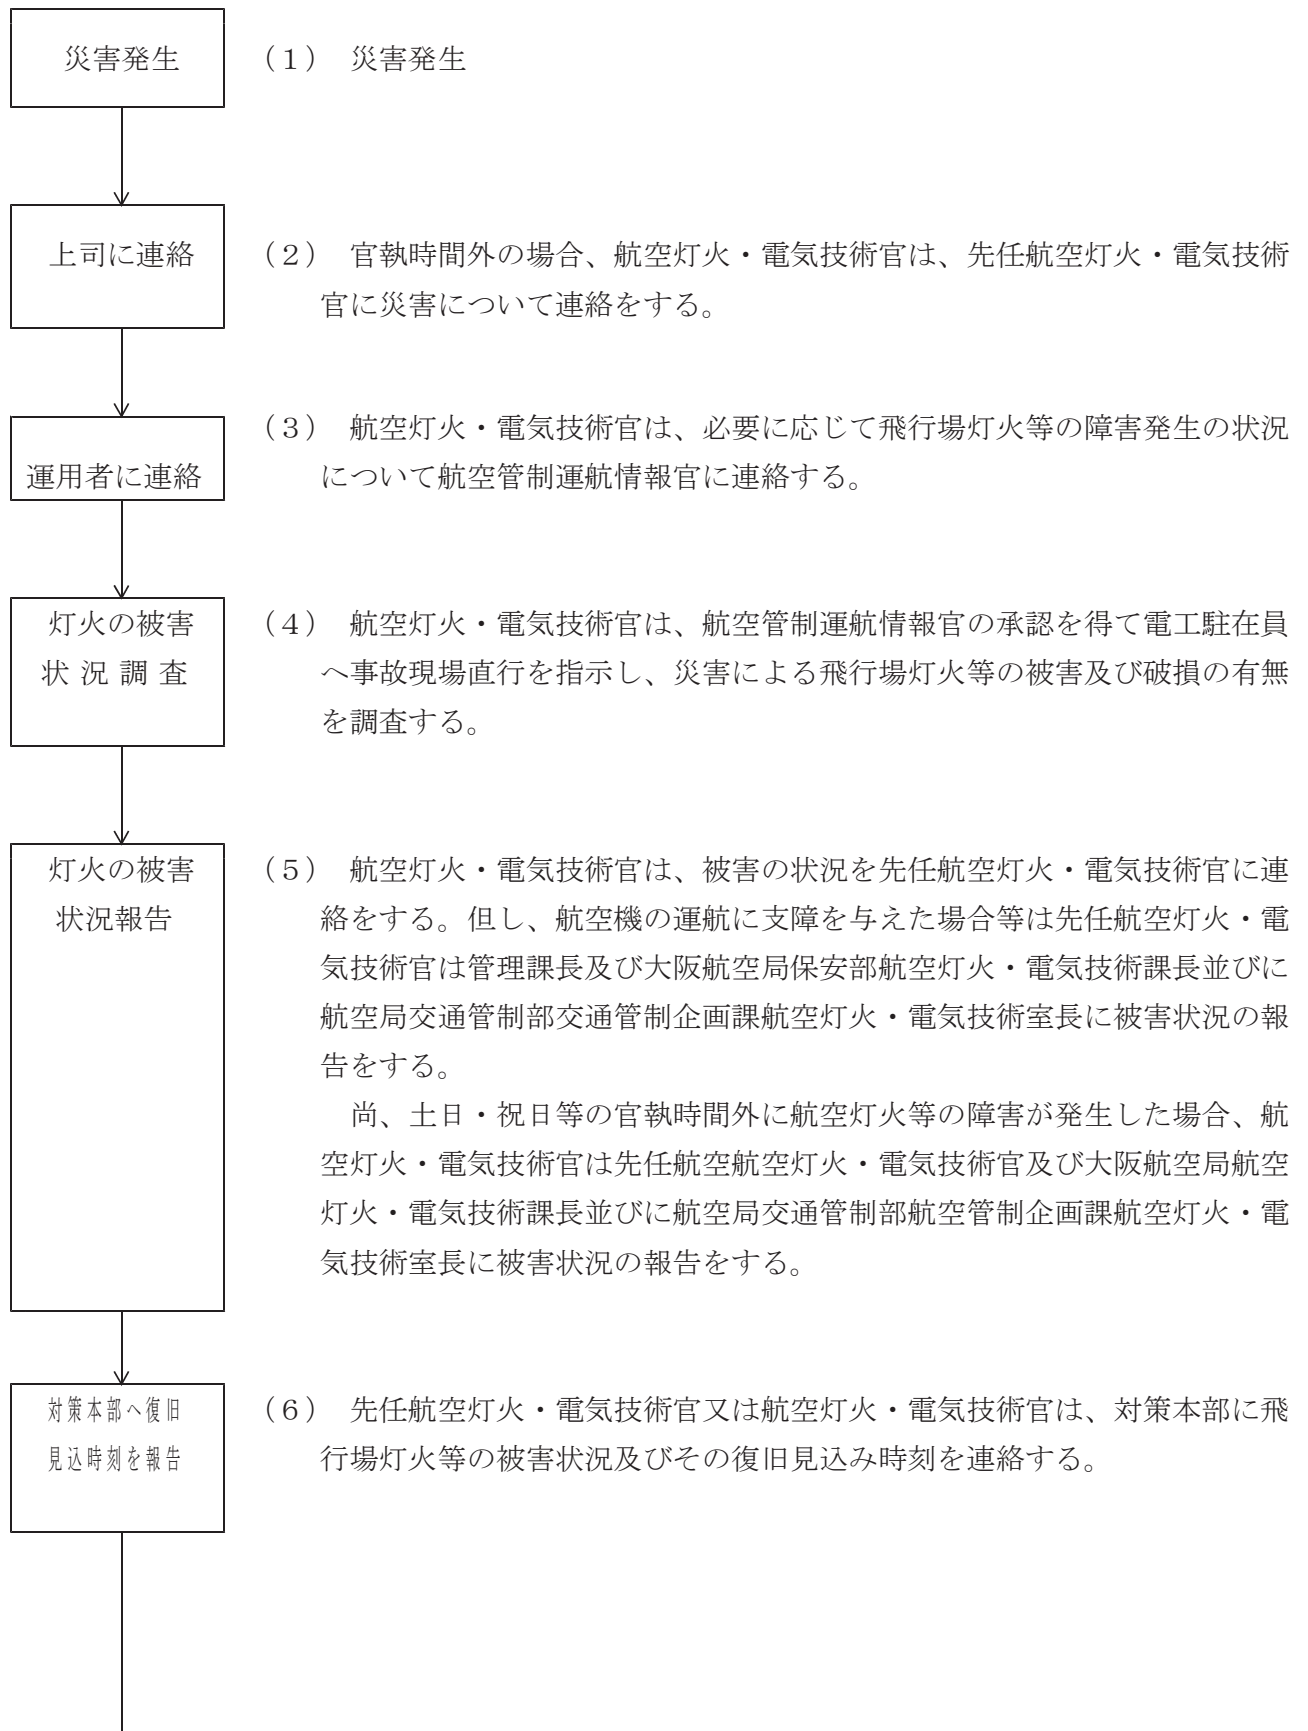 災害発生
（１） 災害発生
上司に連絡
（２） 官執時間外の場合、航空灯火・電気技術官は、先任航空灯火・電気技術
官に災害について連絡をする。
運用者に連絡
（３） 航空灯火・電気技術官は、必要に応じて飛行場灯火等の障害発生の状況
について航空管制運航情報官に連絡する。
灯火の被害
状 況 調 査
（４） 航空灯火・電気技術官は、航空管制運航情報官の承認を得て電工駐在員
へ事故現場直行を指示し、災害による飛行場灯火等の被害及び破損の有無
を調査する。
灯火の被害
状況報告
（５） 航空灯火・電気技術官は、被害の状況を先任航空灯火・電気技術官に連
絡をする。但し、航空機の運航に支障を与えた場合等は先任航空灯火・電
気技術官は管理課長及び大阪航空局保安部航空灯火・電気技術課長並びに
航空局交通管制部交通管制企画課航空灯火・電気技術室長に被害状況の報
告をする。
尚、土日・祝日等の官執時間外に航空灯火等の障害が発生した場合、航
空灯火・電気技術官は先任航空航空灯火・電気技術官及び大阪航空局航空
灯火・電気技術課長並びに航空局交通管制部航空管制企画課航空灯火・電
気技術室長に被害状況の報告をする。
対策本部へ復旧
見込時刻を報告
（６） 先任航空灯火・電気技術官又は航空灯火・電気技術官は、対策本部に飛
行場灯火等の被害状況及びその復旧見込み時刻を連絡する。